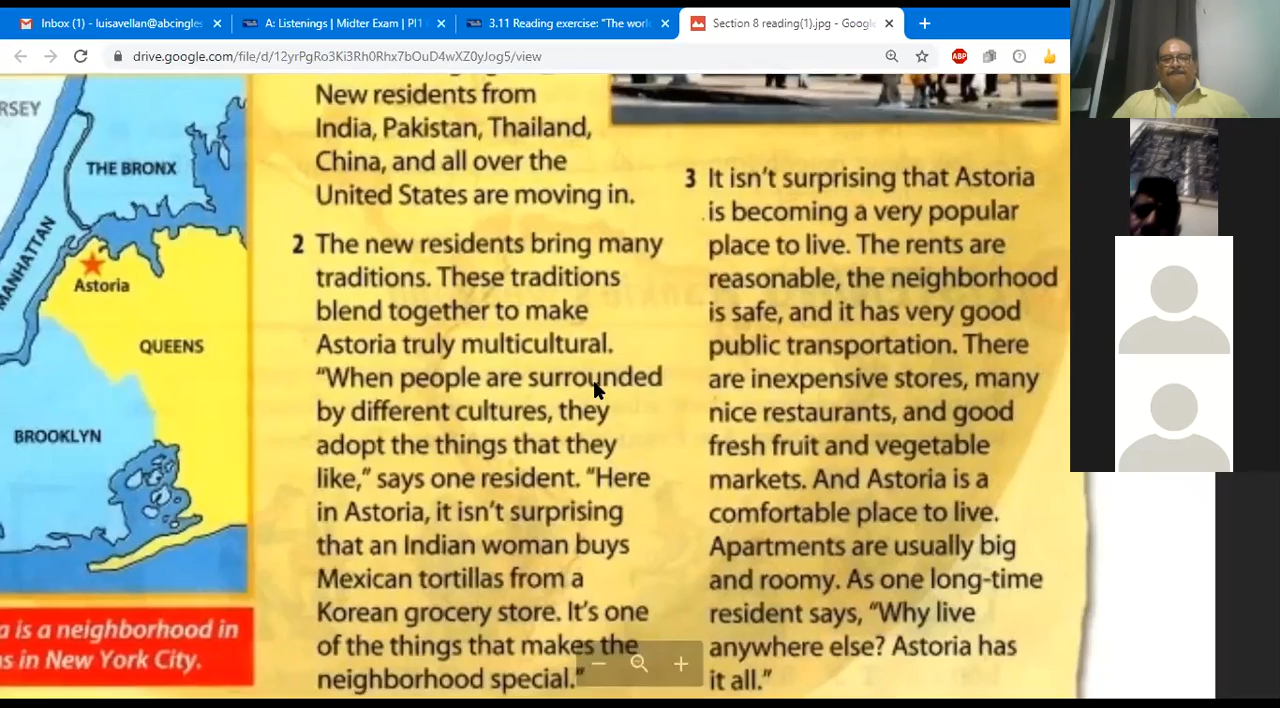 Inbox (1) - luisavellan@abcingles
A: Listenings | Midter Exam | PI1
3.11 Reading exercise: "The worl
Section 8 reading(1).jpg - Google
drive.google.com/file/d/12yrPgRo3Ki3Rh0Rhx7bOuD4wXZ0vJog5/view
ABP
RSEY
THE BRONX
MANHATTAN
Astoria
QUEENS
BROOKLYN
a is a neighborhood in
s in New York City.
New residents from
India, Pakistan, Thailand,
China, and all over the
United States are moving in.
2 The new residents bring many
traditions. These traditions
blend together to make
Astoria truly multicultural.
“When people are surrounded
by different cultures, they
adopt the things that they
like,” says one resident. “Here
in Astoria, it isn’t surprising
that an Indian woman buys
Mexican tortillas from a
Korean grocery store. It’s one
of the things that makes the
neighborhood special.”
3 It isn’t surprising that Astoria
is becoming a very popular
place to live. The rents are
reasonable, the neighborhood
is safe, and it has very good
public transportation. There
are inexpensive stores, many
nice restaurants, and good
fresh fruit and vegetable
markets. And Astoria is a
comfortable place to live.
Apartments are usually big
and roomy. As one long-time
resident says, “Why live
anywhere else? Astoria has
it all.”